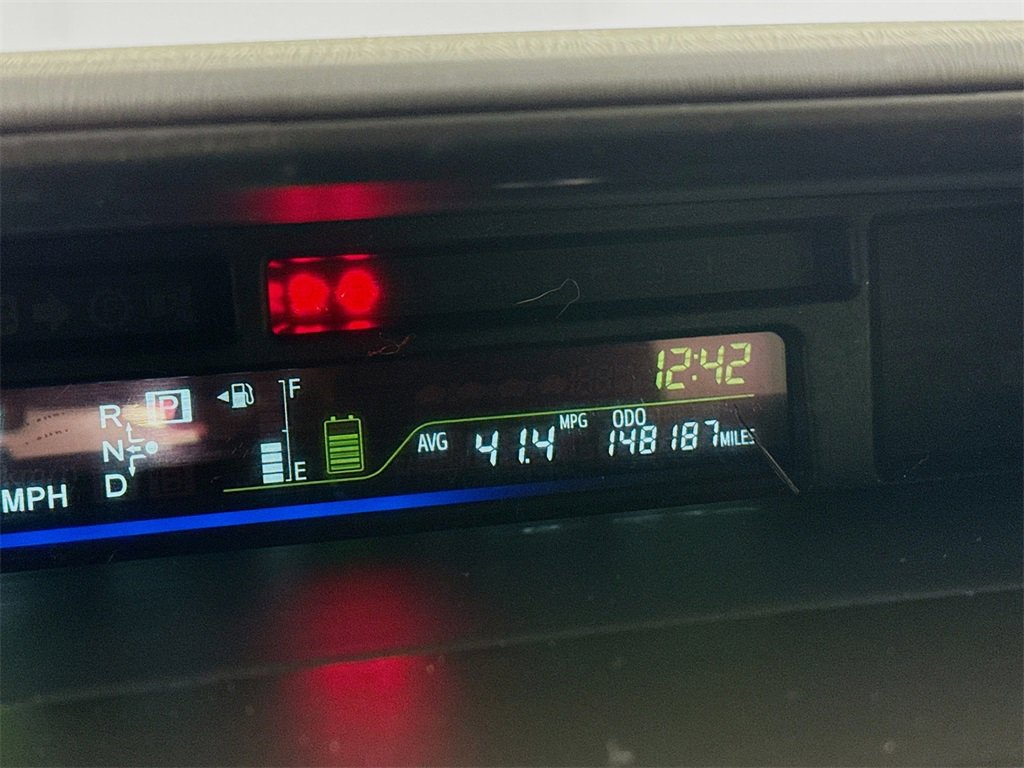 12:42
R
P
F
N
AVG 41.4 MPG
ODO
148187 MILES
D
E
MPH